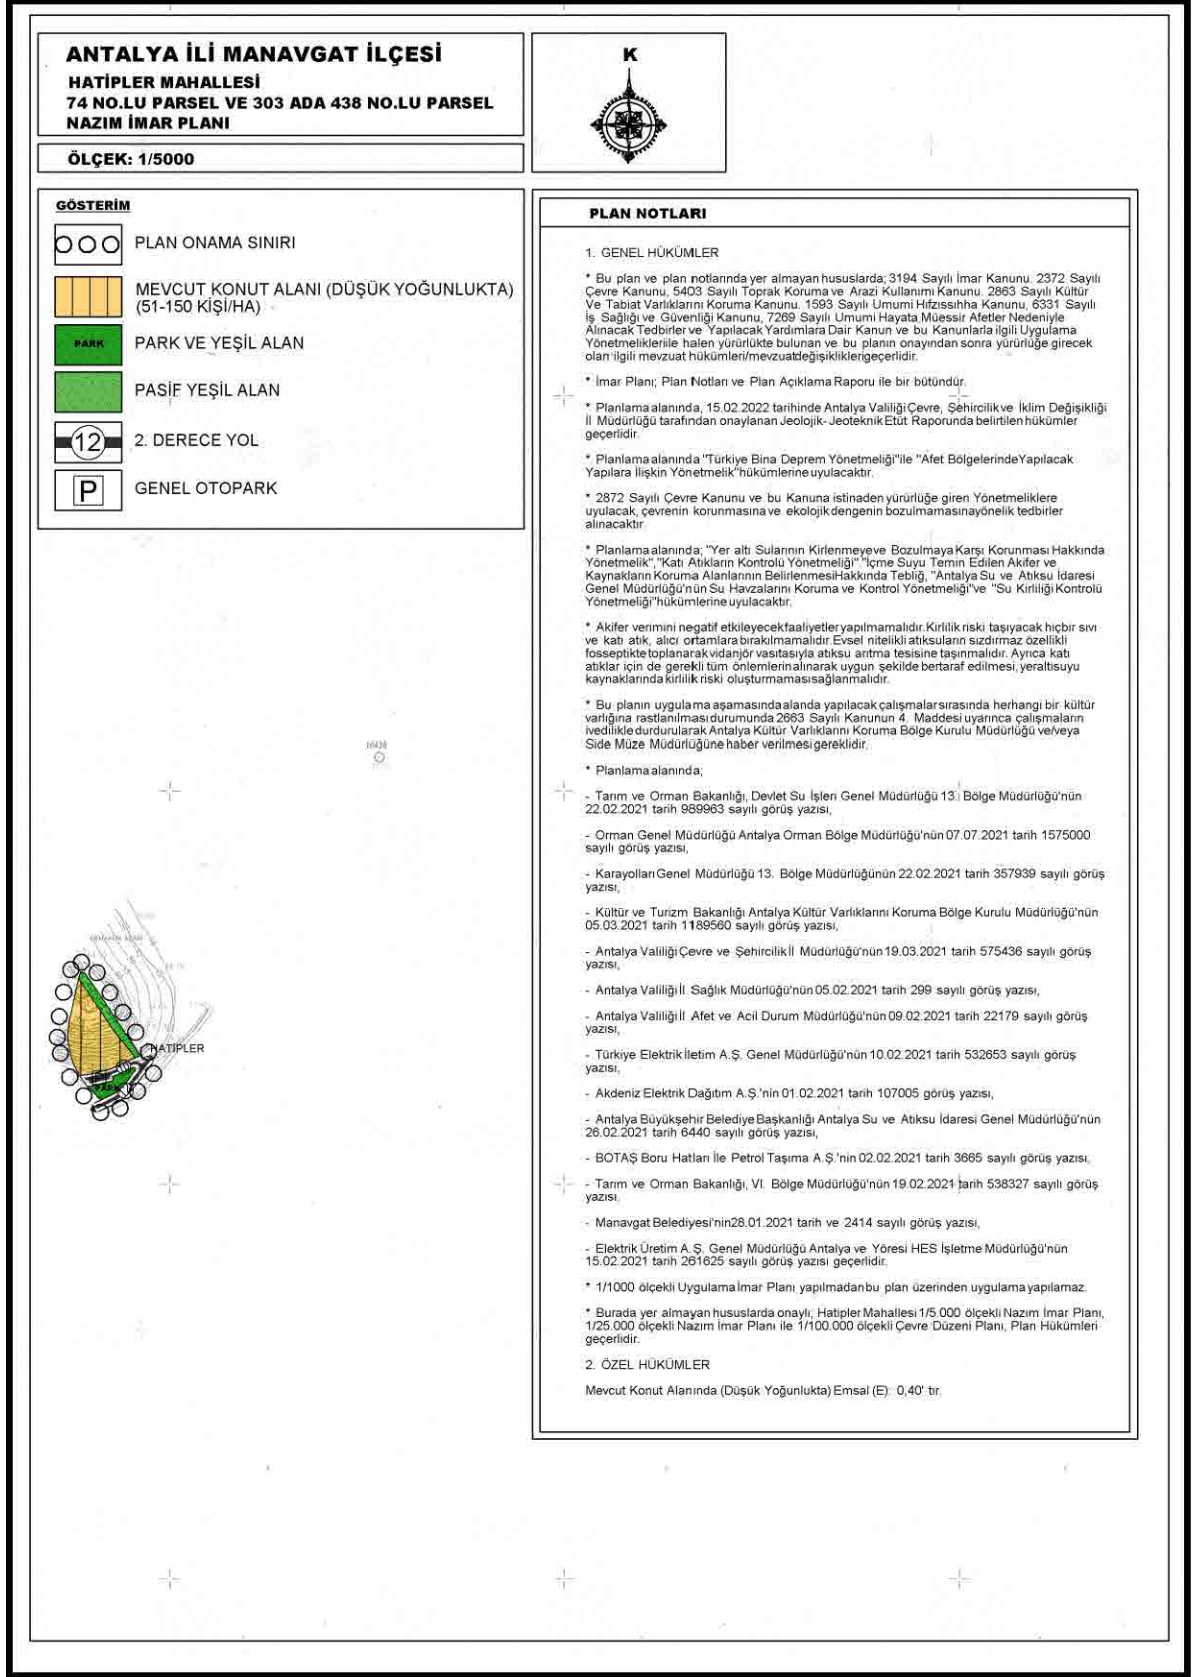 ANTALYA İLİ MANAVGAT İLÇESİ
HATİPLER MAHALLESİ
74 NO.LU PARSEL VE 303 ADA 438 NO.LU PARSEL
NAZIM İMAR PLANI
ÖLÇEK: 1/5000
K
GÖSTERİM
PLAN ONAMA SINIRI
MEVCUT KONUT ALANI (DÜŞÜK YOĞUNLUKTA)
(51-150 KİŞİ/HA)
PARK
PARK VE YEŞİL ALAN
PASİF YEŞİL ALAN
12
2. DERECE YOL
P
GENEL OTOPARK
PLAN NOTLARI
1. GENEL HÜKÜMLER
* Bu plan ve plan notlarında yer almayan hususlarda; 3194 Sayılı İmar Kanunu. 2372 Sayılı
Çevre Kanunu, 5403 Sayılı Toprak Koruma ve Arazi Kullanımı Kanunu. 2863 Sayılı Kültür
Ve Tabiat Varlıklarını Koruma Kanunu. 1593 Sayılı Umumi Hıfzıssıhha Kanunu, 6331 Sayılı
İş Sağlığı ve Güvenliği Kanunu, 7269 Sayılı Umumi Hayata Müessir Afetler Nedeniyle
Alınacak Tedbirler ve Yapılacak Yardımlara Dair Kanun ve bu Kanunlarla ilgili Uygulama
Yönetmelikleriile halen yürürlükte bulunan ve bu planın onayından sonra yürürlüğe girecek
olan ilgili mevzuat hükümleri/mevzuatdeğişikliklerigeçerlidir.
* İmar Planı; Plan Notları ve Plan Açıklama Raporu ile bir bütündür.
* Planlama alanında, 15.02.2022 tarihinde Antalya Valiliği Çevre, Şehircilik ve İklim Değişikliği
İl Müdürlüğü tarafından onaylanan Jeolojik- Jeoteknik Etüt Raporunda belirtilen hükümler
geçerlidir.
* Planlama alanında "Türkiye Bina Deprem Yönetmeliği"ile "Afet Bölgelerinde Yapılacak
Yapılara İlişkin Yönetmelik"hükümlerine uyulacaktır.
* 2872 Sayılı Çevre Kanunu ve bu Kanuna istinaden yürürlüğe giren Yönetmeliklere
uyulacak, çevrenin korunmasına ve ekolojik dengenin bozulmamasına yönelik tedbirler
alınacaktır
* Planlama alanında; "Yer altı Sularının Kirlenmeye ve Bozulmaya Karşı Korunması Hakkında
Yönetmelik","Katı Atıkların Kontrolü Yönetmeliği","İçme Suyu Temin Edilen Akifer ve
Kaynakların Koruma Alanlarının Belirlenmesi Hakkında Tebliğ, "Antalya Su ve Atıksu İdaresi
Genel Müdürlüğü'nün Su Havzalarını Koruma ve Kontrol Yönetmeliği"ve "Su Kirliliği Kontrolü
Yönetmeliği"hükümlerine uyulacaktır.
* Akifer verimini negatif etkileyecek faaliyetler yapılmamalıdır. Kirlilik riski taşıyacak hiçbir sıvı
ve katı atık, alıcı ortamlara bırakılmamalıdır. Evsel nitelikli atıksuların sızdırmaz özellikli
fosseptikte toplanarak vidanjör vasıtasıyla atıksu arıtma tesisine taşınmalıdır. Ayrıca katı
atıklar için de gerekli tüm önlemlerin alınarak uygun şekilde bertaraf edilmesi, yeraltısuyu
kaynaklarında kirlilik riski oluşturmaması sağlanmalıdır.
* Bu planın uygulama aşamasında alanda yapılacak çalışmalar sırasında herhangi bir kültür
varlığına rastlanılması durumunda 2663 Sayılı Kanunun 4. Maddesi uyarınca çalışmaların
ivedilikle durdurularak Antalya Kültür Varlıklarını Koruma Bölge Kurulu Müdürlüğü ve/veya
Side Müze Müdürlüğüne haber verilmesi gereklidir.
* Planlama alanında;
- Tarım ve Orman Bakanlığı, Devlet Su İşleri Genel Müdürlüğü 13. Bölge Müdürlüğü'nün
22.02.2021 tarih 989963 sayılı görüş yazısı,
- Orman Genel Müdürlüğü Antalya Orman Bölge Müdürlüğü'nün 07.07.2021 tarih 1575000
sayılı görüş yazısı,
- Karayolları Genel Müdürlüğü 13. Bölge Müdürlüğünün 22.02.2021 tarih 357939 sayılı görüş
yazısı,
- Kültür ve Turizm Bakanlığı Antalya Kültür Varlıklarını Koruma Bölge Kurulu Müdürlüğü'nün
05.03.2021 tarih 1189560 sayılı görüş yazısı,
- Antalya Valiliği Çevre ve Şehircilik İl Müdürlüğü'nün 19.03.2021 tarih 575436 sayılı görüş
yazısı,
- Antalya Valiliği İl Sağlık Müdürlüğü'nün 05.02.2021 tarih 299 sayılı görüş yazısı,
- Antalya Valiliği İl Afet ve Acil Durum Müdürlüğü'nün 09.02.2021 tarih 22179 sayılı görüş
yazısı,
- Türkiye Elektrik İletim A.Ş. Genel Müdürlüğü'nün 10.02.2021 tarih 532653 sayılı görüş
yazısı,
- Akdeniz Elektrik Dağıtım A.Ş.'nin 01.02.2021 tarih 107005 görüş yazısı,
- Antalya Büyükşehir Belediye Başkanlığı Antalya Su ve Atıksu İdaresi Genel Müdürlüğü'nün
26.02.2021 tarih 6440 sayılı görüş yazısı,
- BOTAŞ Boru Hatları İle Petrol Taşıma A.Ş.'nin 02.02.2021 tarih 3665 sayılı görüş yazısı,
- Tarım ve Orman Bakanlığı, VI. Bölge Müdürlüğü'nün 19.02.2021 tarih 538327 sayılı görüş
yazısı,
- Manavgat Belediyesi'nin28.01.2021 tarih ve 2414 sayılı görüş yazısı,
- Elektrik Üretim A.Ş. Genel Müdürlüğü Antalya ve Yöresi HES İşletme Müdürlüğü'nün
15.02.2021 tarih 261625 sayılı görüş yazısı geçerlidir.
* 1/1000 ölçekli Uygulama İmar Planı yapılmadan bu plan üzerinden uygulama yapılamaz.
* Burada yer almayan hususlarda onaylı; Hatipler Mahallesi 1/5.000 ölçekli Nazım İmar Planı,
1/25.000 ölçekli Nazım İmar Planı ile 1/100.000 ölçekli Çevre Düzeni Planı, Plan Hükümleri
geçerlidir.
2. ÖZEL HÜKÜMLER
Mevcut Konut Alanında (Düşük Yoğunlukta) Emsal (E): 0,40' tır.
HATİPLER
PARK